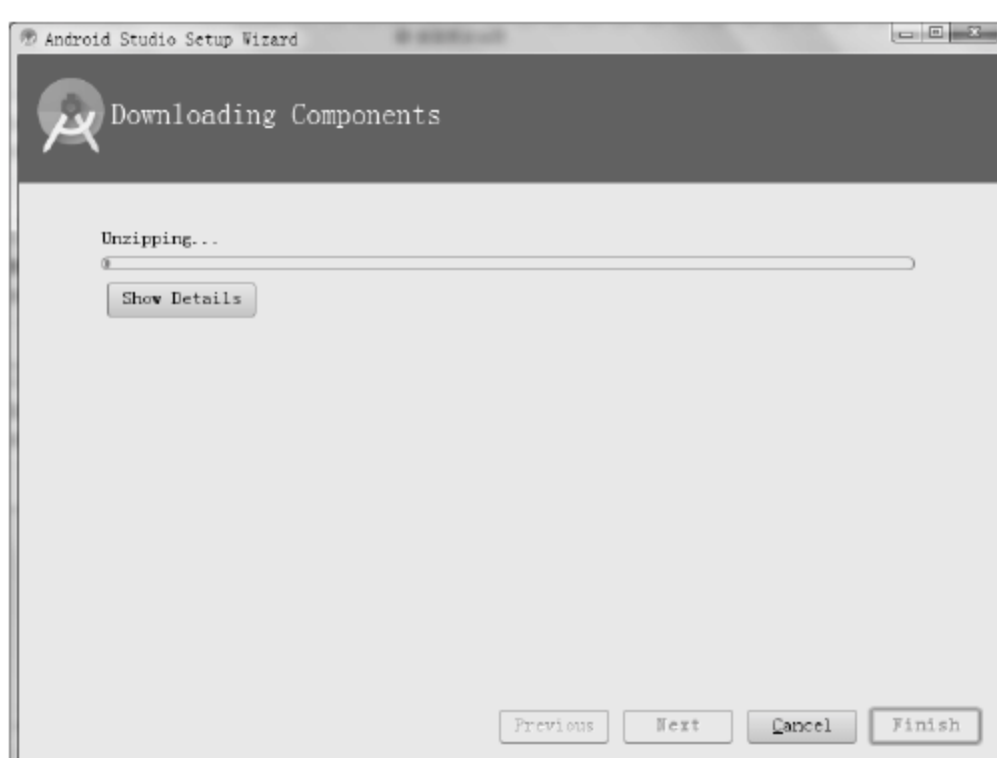 Android Studio Setup Wizard
Downloading Components
Unzipping...
Show Details
Previous Next Cancel Finish